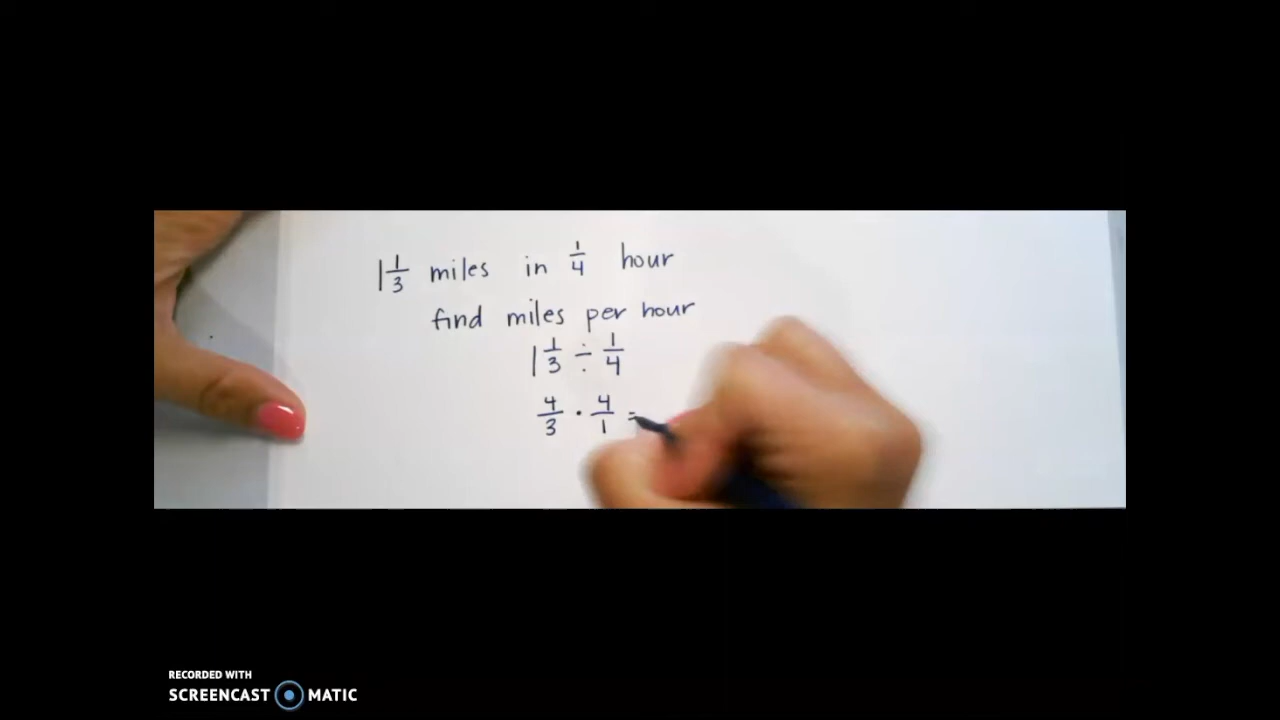 1 1/3 miles in 1/4 hour
find miles per hour
1 1/3 ÷ 1/4
4/3 · 4/1 =
RECORDED WITH
SCREENCAST MATIC